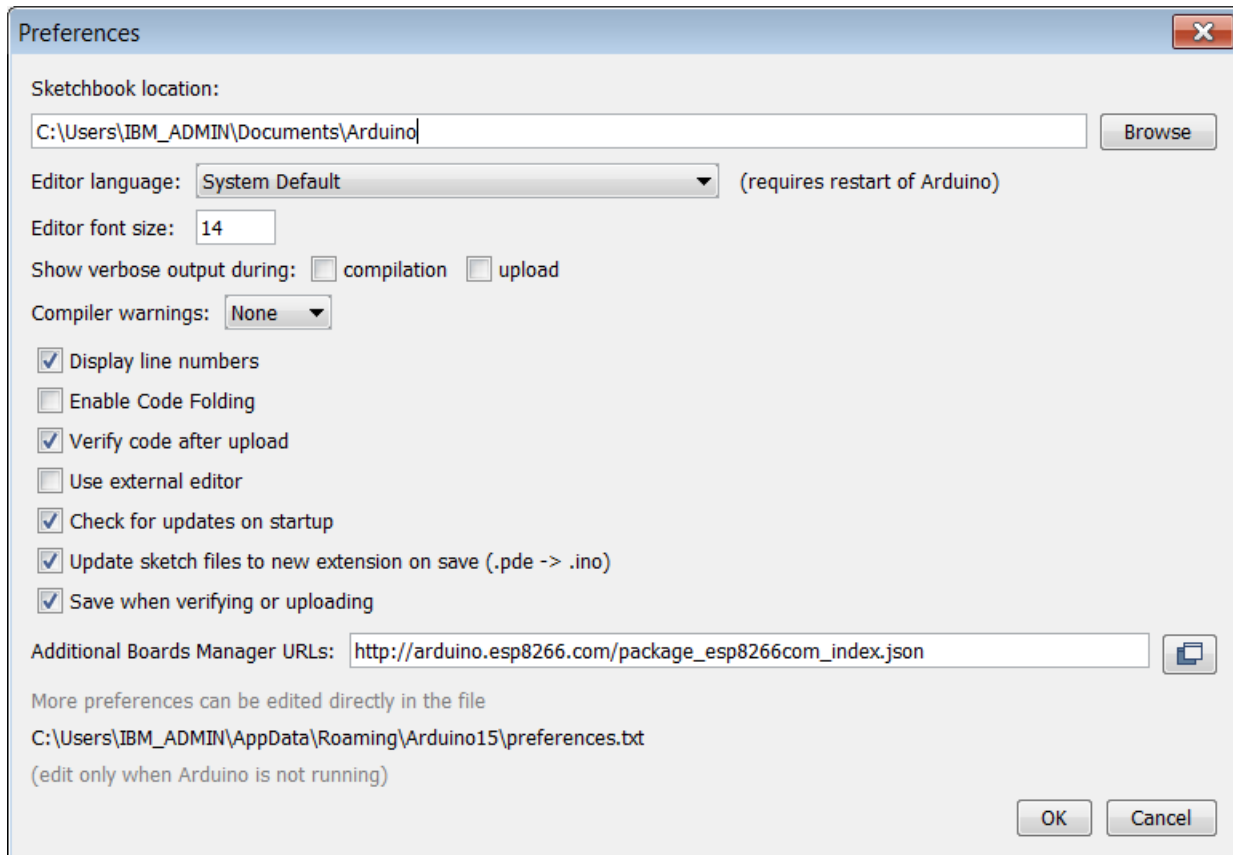 Preferences
Sketchbook location:
C:\Users\IBM_ADMIN\Documents\Arduino
Browse
Editor language: System Default (requires restart of Arduino)
Editor font size: 14
Show verbose output during: compilation upload
Compiler warnings: None
Display line numbers
Enable Code Folding
Verify code after upload
Use external editor
Check for updates on startup
Update sketch files to new extension on save (.pde -> .ino)
Save when verifying or uploading
Additional Boards Manager URLs: http://arduino.esp8266.com/package_esp8266com_index.json
More preferences can be edited directly in the file
C:\Users\IBM_ADMIN\AppData\Roaming\Arduino15\preferences.txt
(edit only when Arduino is not running)
OK Cancel